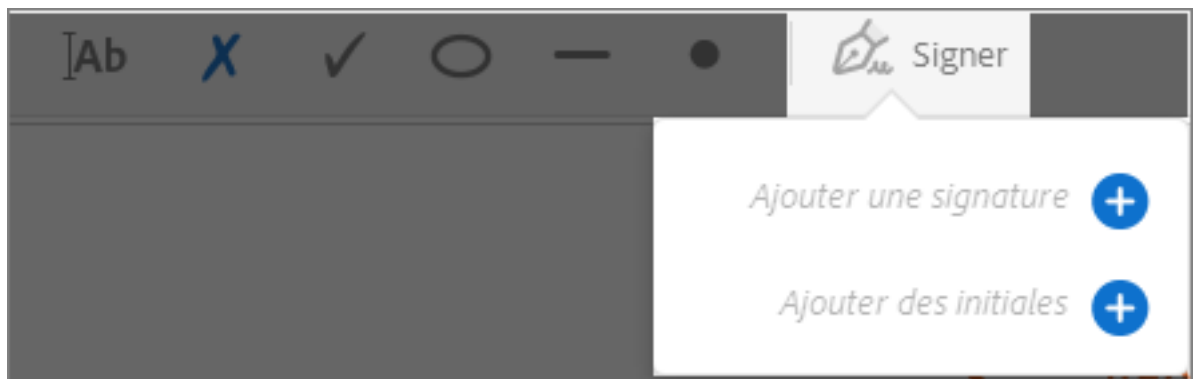 Ab
Signer
Ajouter une signature
Ajouter des initiales